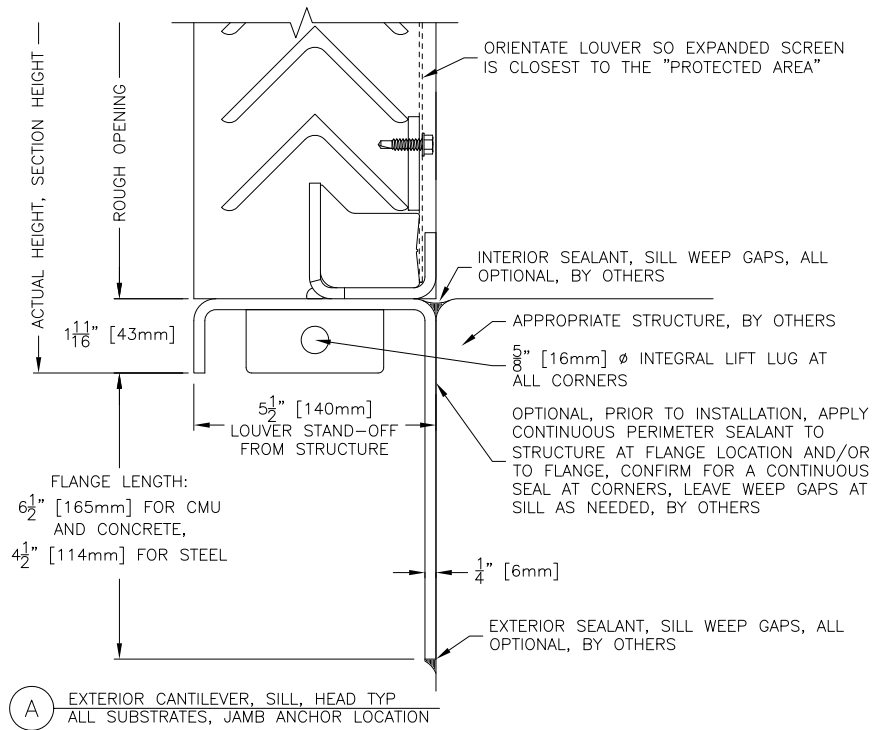 ORIENTATE LOUVER SO EXPANDED SCREEN
IS CLOSEST TO THE "PROTECTED AREA"
ACTUAL HEIGHT, SECTION HEIGHT
ROUGH OPENING
INTERIOR SEALANT, SILL WEEP GAPS, ALL
OPTIONAL, BY OTHERS
1 11/16" [43mm]
APPROPRIATE STRUCTURE, BY OTHERS
5/8" [16mm] ø INTEGRAL LIFT LUG AT
ALL CORNERS
5 1/2" [140mm]
LOUVER STAND-OFF
FROM STRUCTURE
OPTIONAL, PRIOR TO INSTALLATION, APPLY
CONTINUOUS PERIMETER SEALANT TO
STRUCTURE AT FLANGE LOCATION AND/OR
TO FLANGE, CONFIRM FOR A CONTINUOUS
SEAL AT CORNERS, LEAVE WEEP GAPS AT
SILL AS NEEDED, BY OTHERS
FLANGE LENGTH:
6 1/2" [165mm] FOR CMU
AND CONCRETE,
4 1/2" [114mm] FOR STEEL
1/4" [6mm]
EXTERIOR SEALANT, SILL WEEP GAPS, ALL
OPTIONAL, BY OTHERS
A
EXTERIOR CANTILEVER, SILL, HEAD TYP
ALL SUBSTRATES, JAMB ANCHOR LOCATION